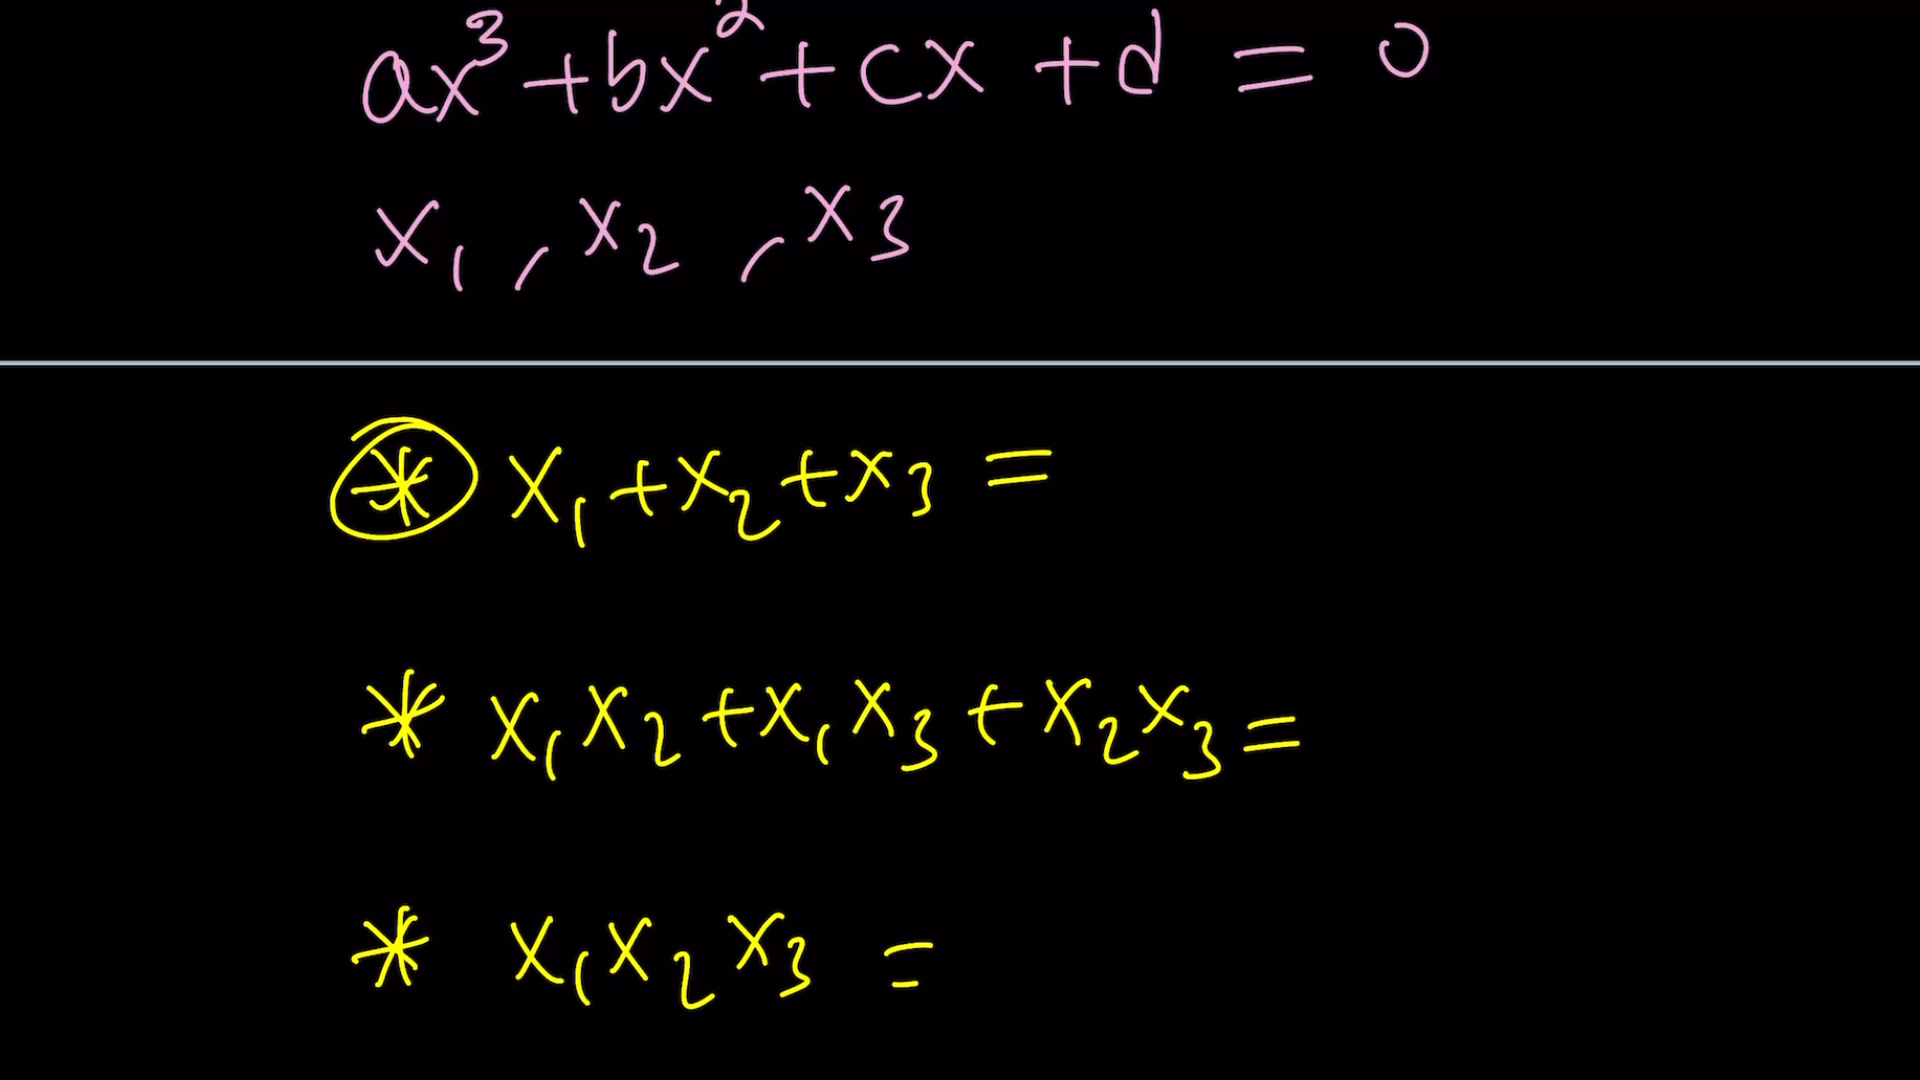 ax³+bx²+cx+d=0
x₁,x₂,x₃
* x₁+x₂+x₃=
* x₁x₂+x₁x₃+x₂x₃=
* x₁x₂x₃=